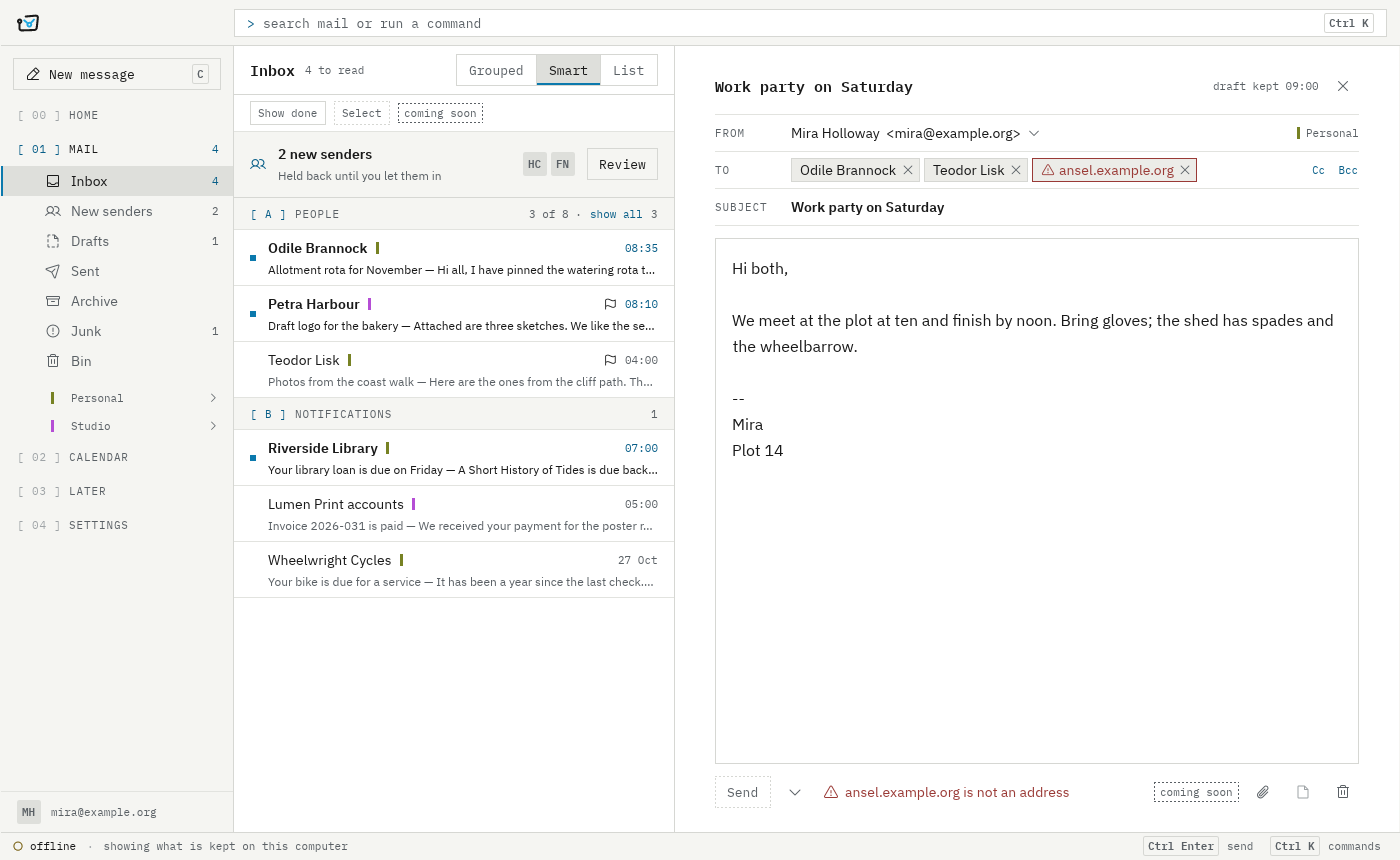 > search mail or run a command Ctrl K
New message C
[ 00 ] HOME
[ 01 ] MAIL 4
Inbox 4
New senders 2
Drafts 1
Sent
Archive
Junk 1
Bin
Personal
Studio
[ 02 ] CALENDAR
[ 03 ] LATER
[ 04 ] SETTINGS
MH mira@example.org
Inbox 4 to read Grouped Smart List
Show done Select coming soon
2 new senders
Held back until you let them in
HC FN Review
[ A ] PEOPLE 3 of 8 · show all 3
Odile Brannock 08:35
Allotment rota for November — Hi all, I have pinned the watering rota t…
Petra Harbour 08:10
Draft logo for the bakery — Attached are three sketches. We like the se…
Teodor Lisk 04:00
Photos from the coast walk — Here are the ones from the cliff path. Th…
[ B ] NOTIFICATIONS 1
Riverside Library 07:00
Your library loan is due on Friday — A Short History of Tides is due back…
Lumen Print accounts 05:00
Invoice 2026-031 is paid — We received your payment for the poster r…
Wheelwright Cycles 27 Oct
Your bike is due for a service — It has been a year since the last check.…
Work party on Saturday draft kept 09:00
FROM Mira Holloway <mira@example.org> Personal
TO Odile Brannock Teodor Lisk ansel.example.org Cc Bcc
SUBJECT Work party on Saturday
Hi both,
We meet at the plot at ten and finish by noon. Bring gloves; the shed has spades and
the wheelbarrow.
--
Mira
Plot 14
Send ansel.example.org is not an address coming soon
offline · showing what is kept on this computer Ctrl Enter send Ctrl K commands